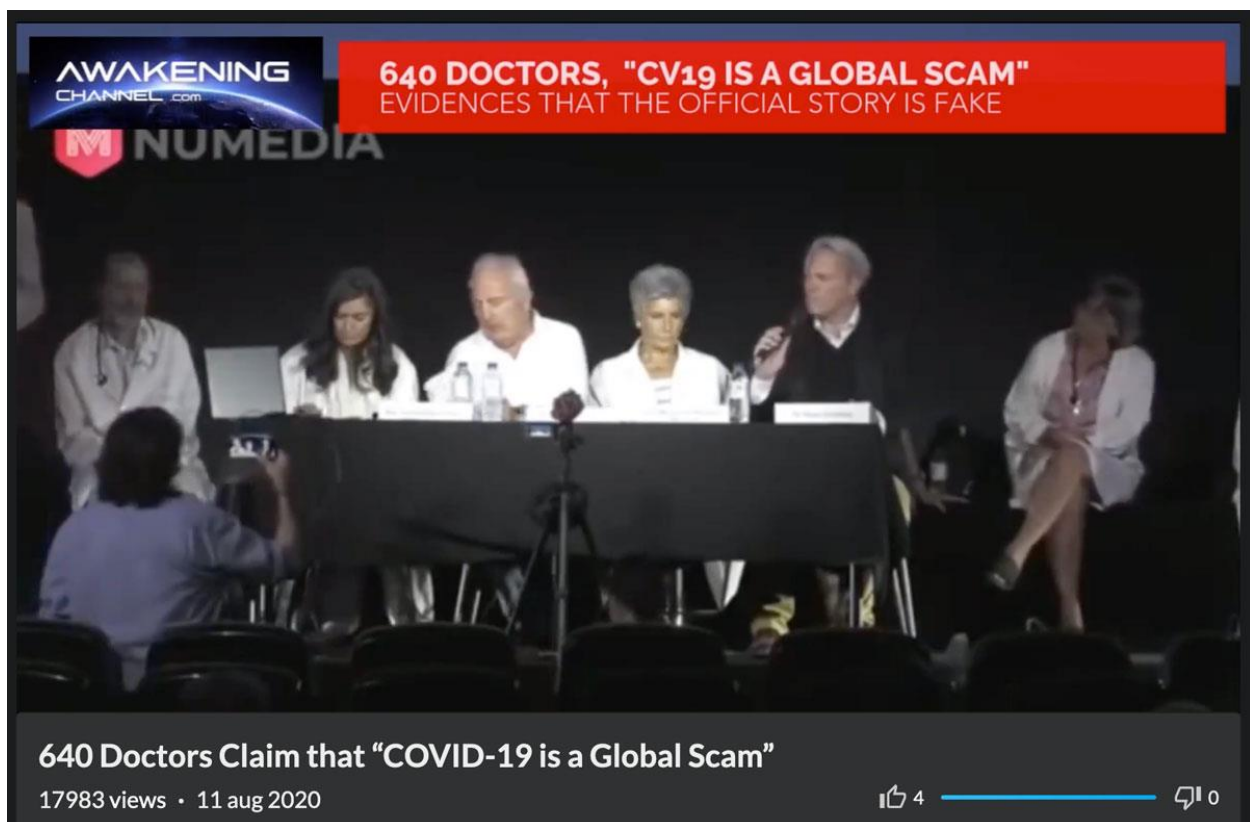 AWAKENING
CHANNEL .com
640 DOCTORS, "CV19 IS A GLOBAL SCAM"
EVIDENCES THAT THE OFFICIAL STORY IS FAKE
NUMEDIA
640 Doctors Claim that “COVID-19 is a Global Scam”
17983 views · 11 aug 2020
4
0